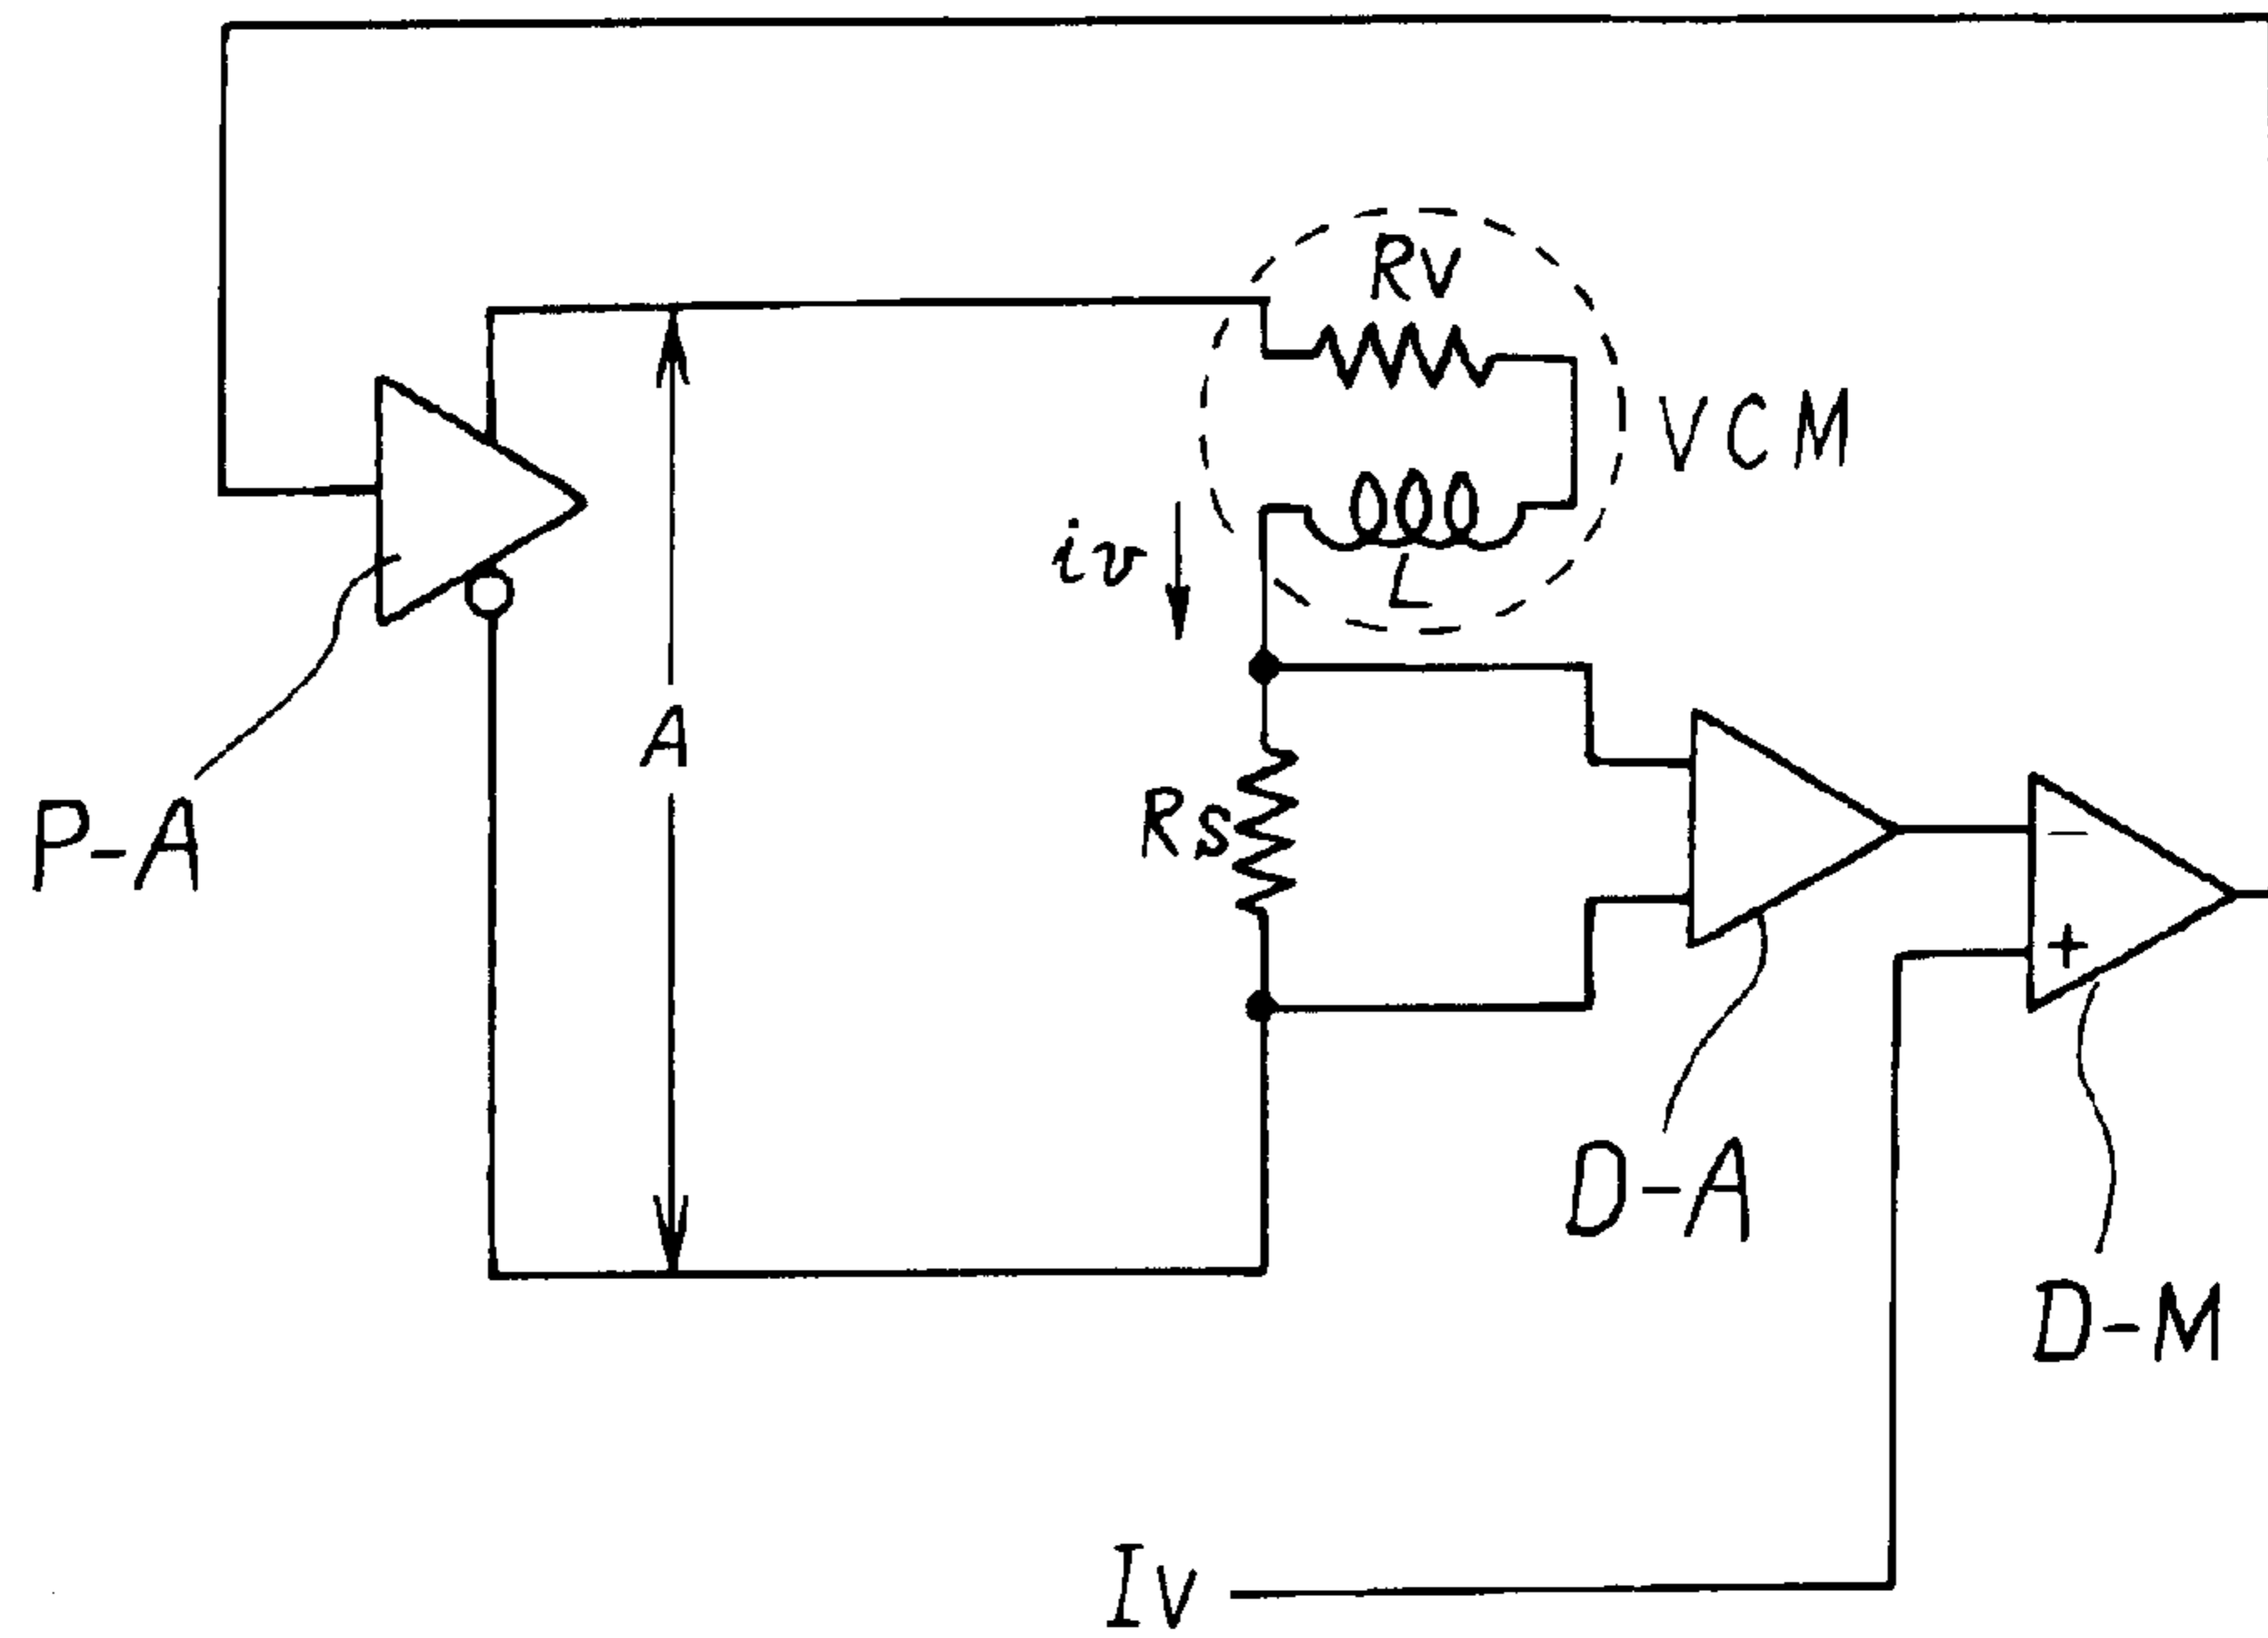 Rv
VCM
iv
L
A
P-A
Rs
−
+
D-A
D-M
Iv